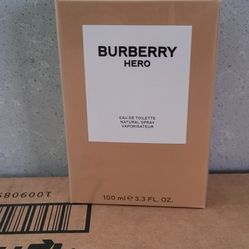 BURBERRY
HERO
EAU DE TOILETTE
NATURAL SPRAY
VAPORISATEUR
100 ml e 3.3 FL. OZ.